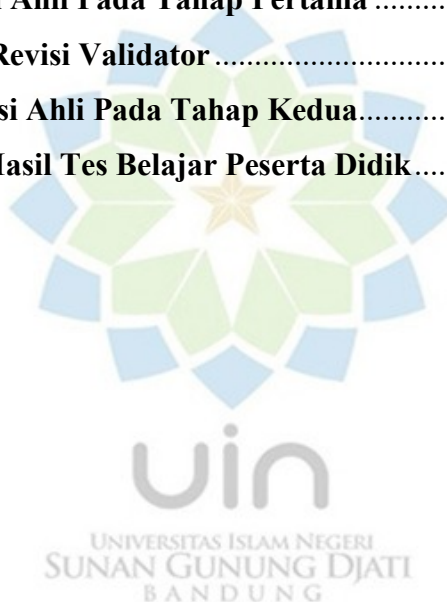 Ahli Pada Tahap Pertama ..........
Revisi Validator ..............................
si Ahli Pada Tahap Kedua ............
Hasil Tes Belajar Peserta Didik ....
uin
UNIVERSITAS ISLAM NEGERI
SUNAN GUNUNG DJATI
BANDUNG